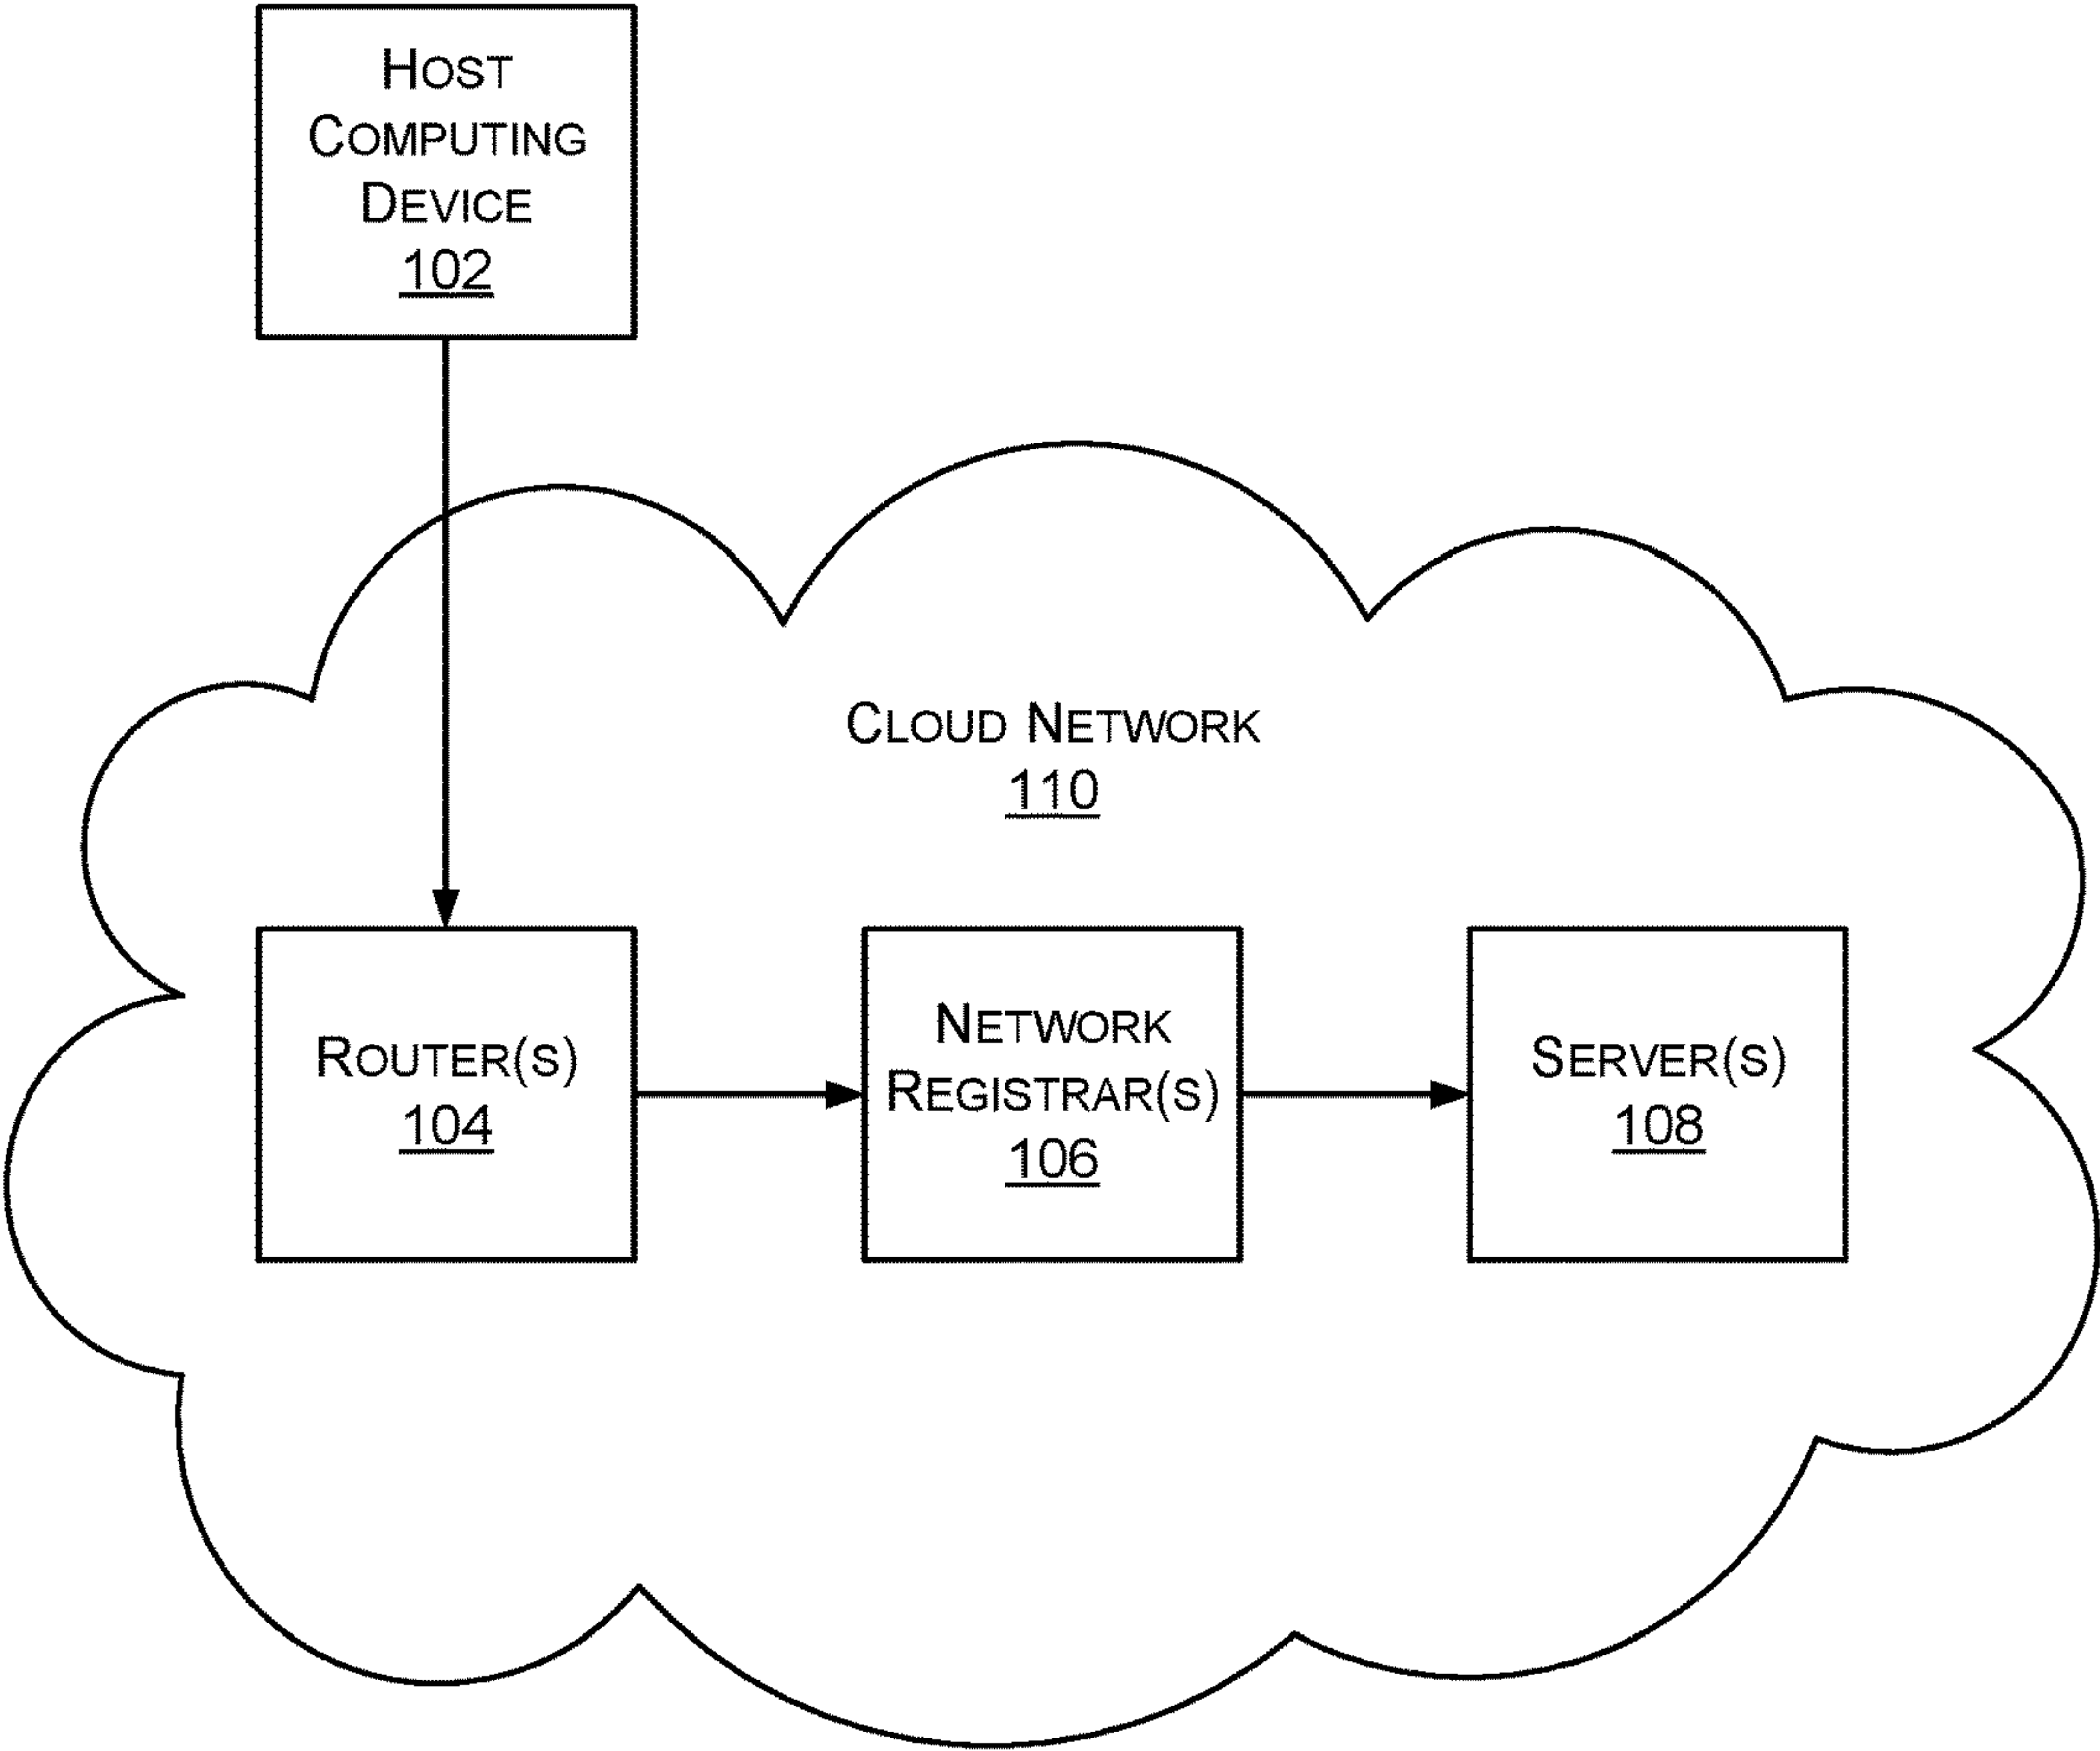 HOST
COMPUTING
DEVICE
102
CLOUD NETWORK
110
ROUTER(S)
104
NETWORK
REGISTRAR(S)
106
SERVER(S)
108